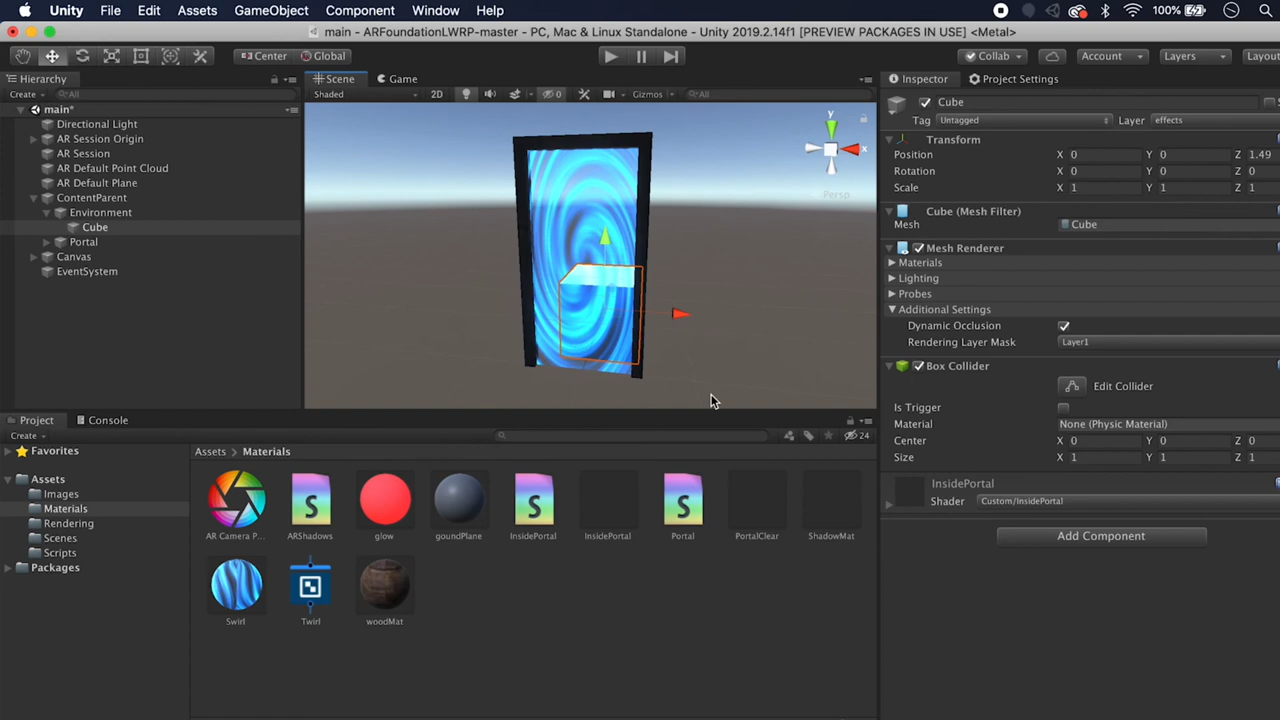 Unity File Edit Assets GameObject Component Window Help 100%
main - ARFoundationLWRP-master - PC, Mac & Linux Standalone - Unity 2019.2.14f1 [PREVIEW PACKAGES IN USE] <Metal>
Center Global Collab Account Layers Layou
Hierarchy Scene Game Inspector Project Settings
Create All Shaded 2D 0 Gizmos All
main*
Directional Light
AR Session Origin
AR Session
AR Default Point Cloud
AR Default Plane
ContentParent
Environment
Cube
Portal
Canvas
EventSystem
y
x
Persp
Cube
Tag Untagged Layer effects
Transform
Position X 0 Y 0 Z 1.49
Rotation X 0 Y 0 Z 0
Scale X 1 Y 1 Z 1
Cube (Mesh Filter)
Mesh Cube
Mesh Renderer
Materials
Lighting
Probes
Additional Settings
Dynamic Occlusion
Rendering Layer Mask Layer1
Box Collider
Edit Collider
Is Trigger
Material None (Physic Material)
Center X 0 Y 0 Z 0
Size X 1 Y 1 Z 1
InsidePortal
Shader Custom/InsidePortal
Add Component
Project Console
Create 24
Favorites
Assets
Images
Materials
Rendering
Scenes
Scripts
Packages
Assets > Materials
AR Camera P... ARShadows glow goundPlane InsidePortal InsidePortal Portal PortalClear ShadowMat
S S S
Swirl Twirl woodMat